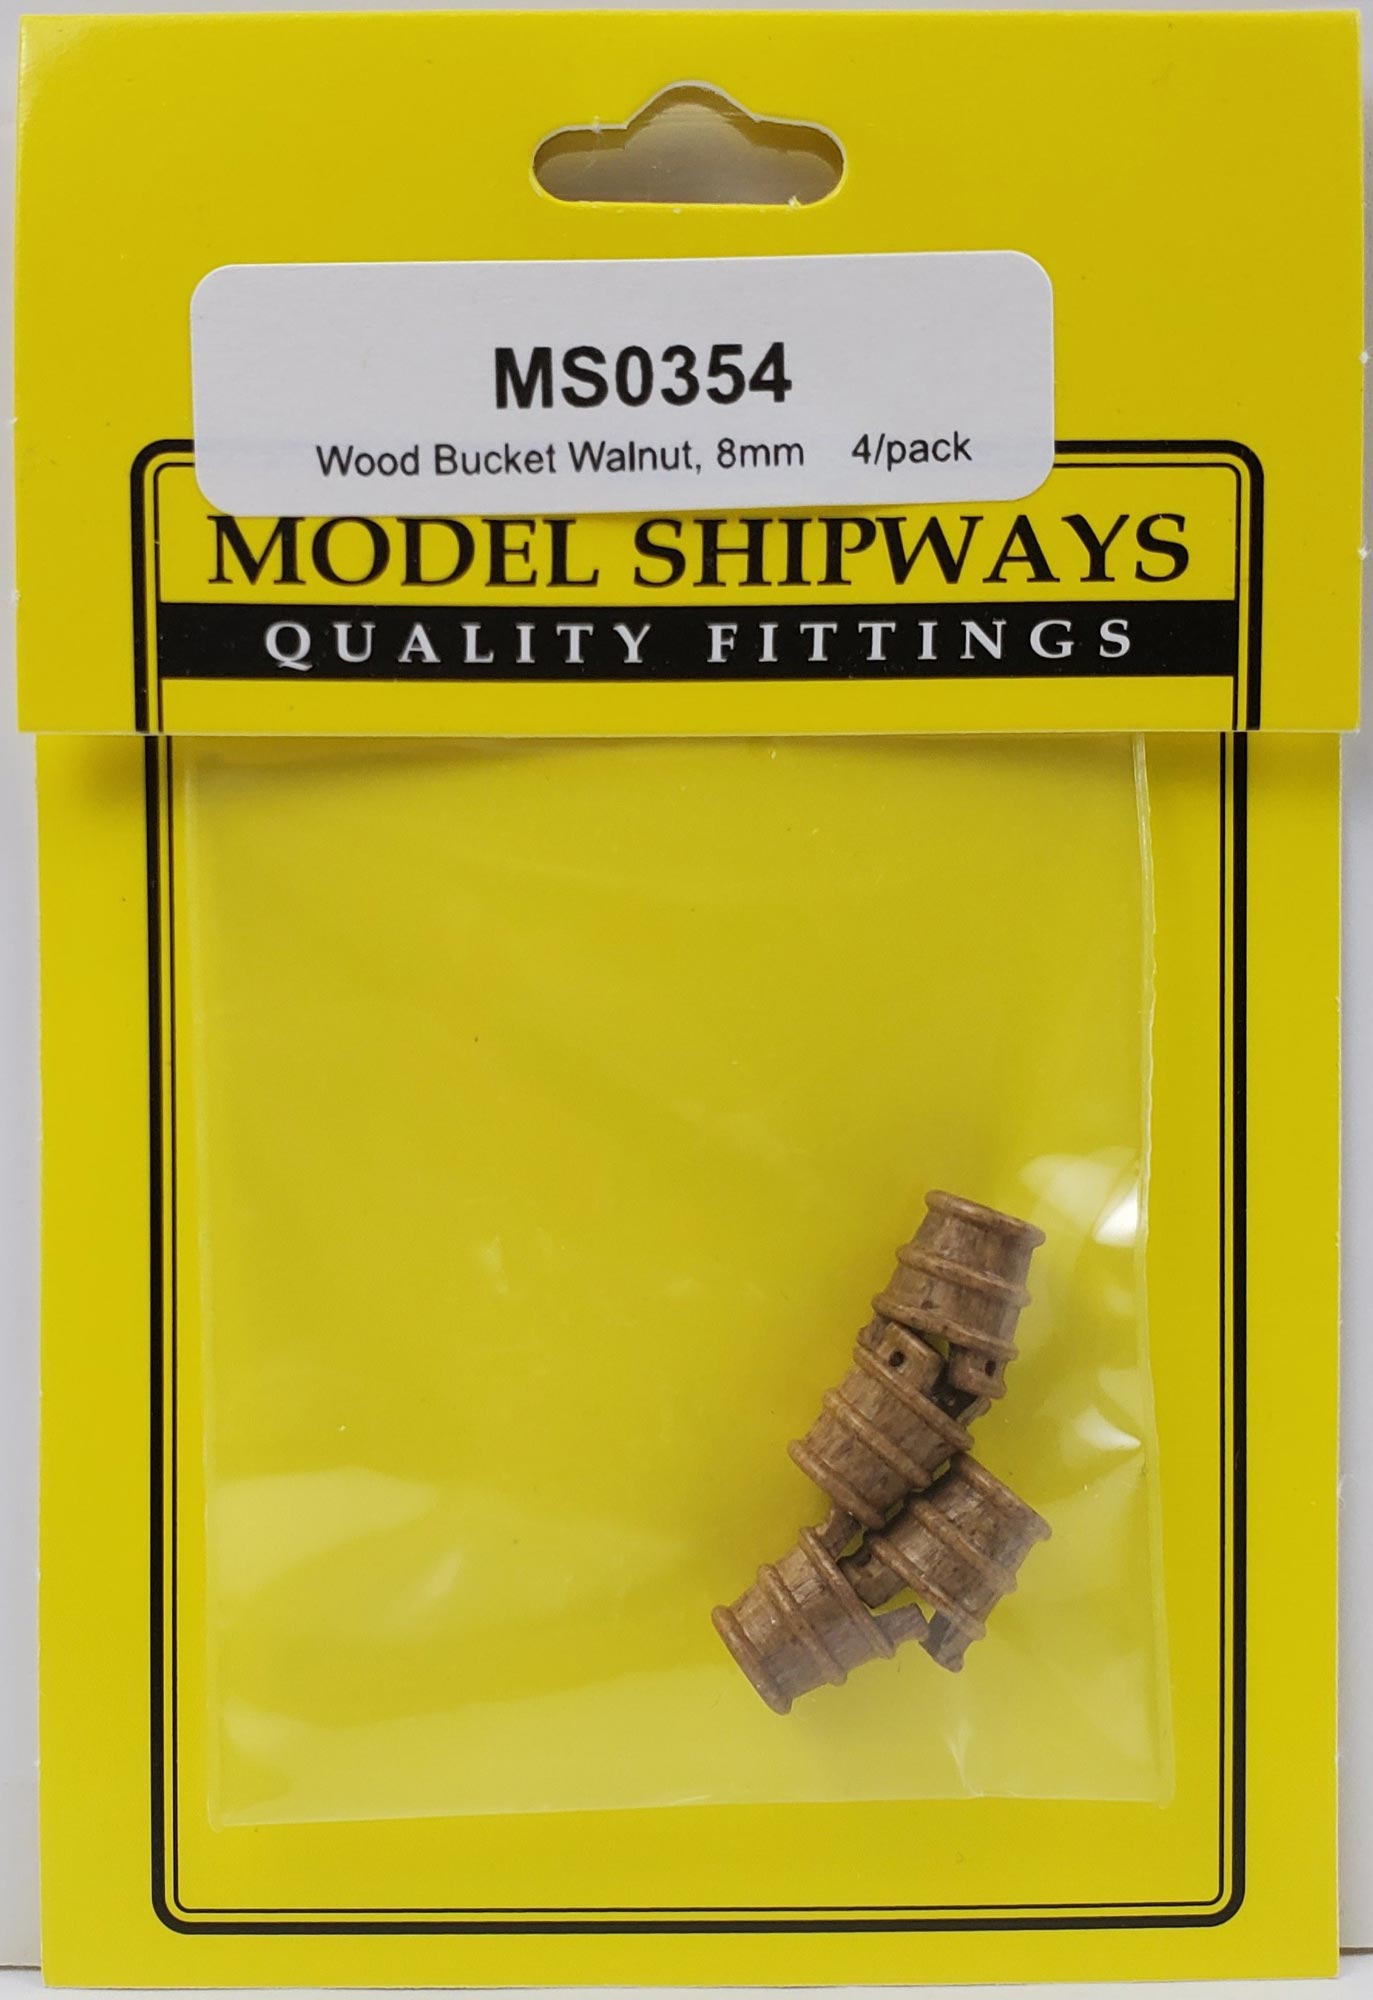 MS0354
Wood Bucket Walnut, 8mm 4/pack
MODEL SHIPWAYS
QUALITY FITTINGS